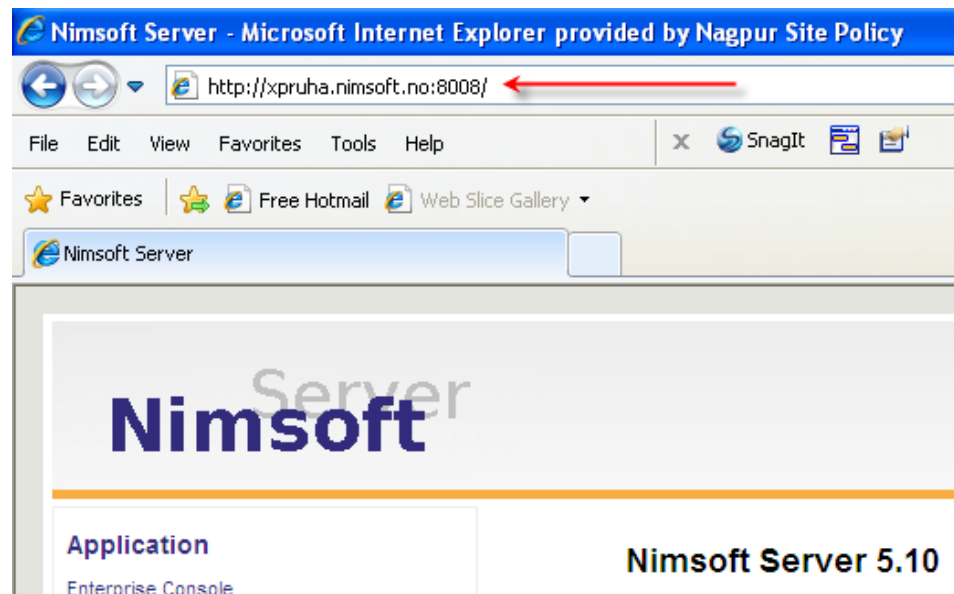 Nimsoft Server - Microsoft Internet Explorer provided by Nagpur Site Policy
http://xpruha.nimsoft.no:8008/
File Edit View Favorites Tools Help x SnagIt
Favorites Free Hotmail Web Slice Gallery
Nimsoft Server
Server
Nimsoft
Application
Nimsoft Server 5.10
Enterprise Console